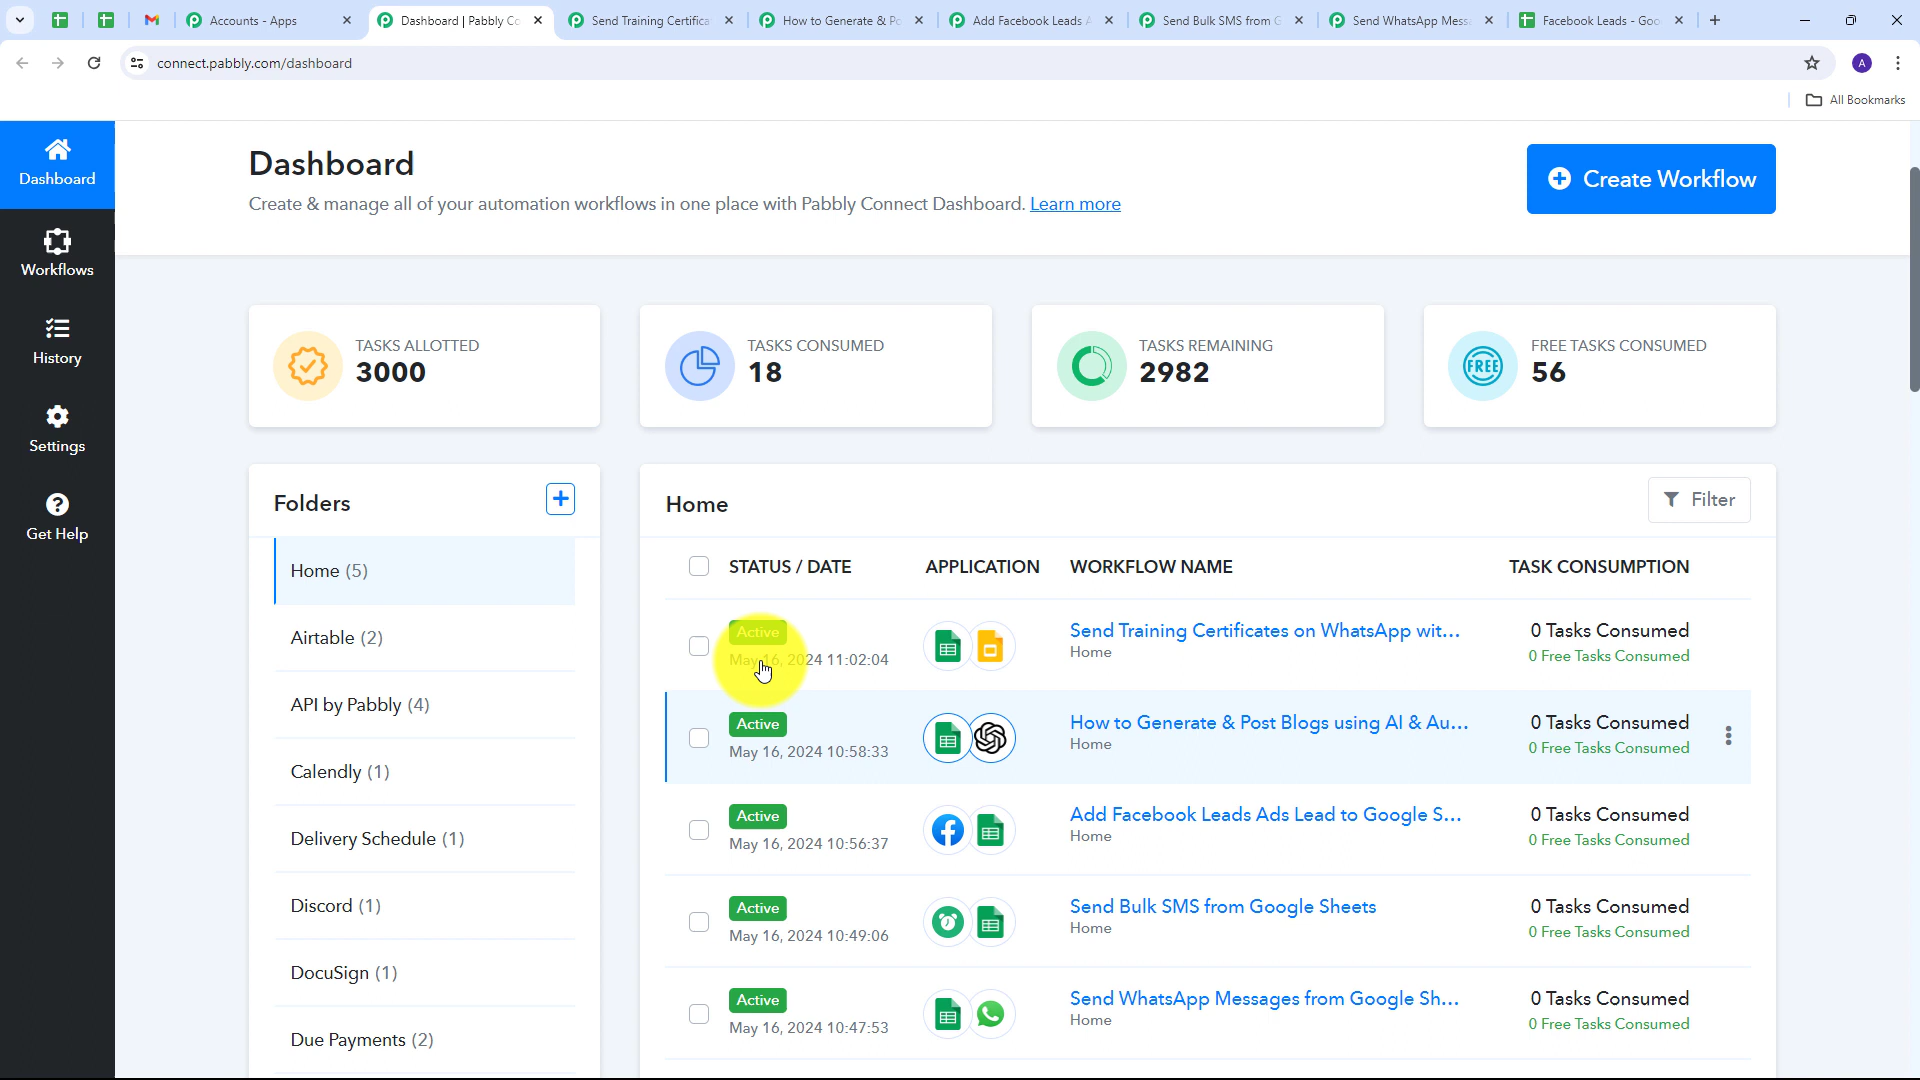 Accounts - Apps
Dashboard | Pabbly Co
Send Training Certifica
How to Generate & Po
Add Facebook Leads A
Send Bulk SMS from G
Send WhatsApp Mess
Facebook Leads - Goo
connect.pabbly.com/dashboard
A
All Bookmarks
Dashboard
Workflows
History
Settings
Get Help
Dashboard
Create & manage all of your automation workflows in one place with Pabbly Connect Dashboard. Learn more
Create Workflow
TASKS ALLOTTED
3000
TASKS CONSUMED
18
TASKS REMAINING
2982
FREE
FREE TASKS CONSUMED
56
Folders
Home (5)
Airtable (2)
API by Pabbly (4)
Calendly (1)
Delivery Schedule (1)
Discord (1)
DocuSign (1)
Due Payments (2)
Home
Filter
STATUS / DATE APPLICATION WORKFLOW NAME TASK CONSUMPTION
Active
May 16, 2024 11:02:04
Send Training Certificates on WhatsApp wit...
Home
0 Tasks Consumed
0 Free Tasks Consumed
Active
May 16, 2024 10:58:33
How to Generate & Post Blogs using AI & Au...
Home
0 Tasks Consumed
0 Free Tasks Consumed
Active
May 16, 2024 10:56:37
Add Facebook Leads Ads Lead to Google S...
Home
0 Tasks Consumed
0 Free Tasks Consumed
Active
May 16, 2024 10:49:06
Send Bulk SMS from Google Sheets
Home
0 Tasks Consumed
0 Free Tasks Consumed
Active
May 16, 2024 10:47:53
Send WhatsApp Messages from Google Sh...
Home
0 Tasks Consumed
0 Free Tasks Consumed